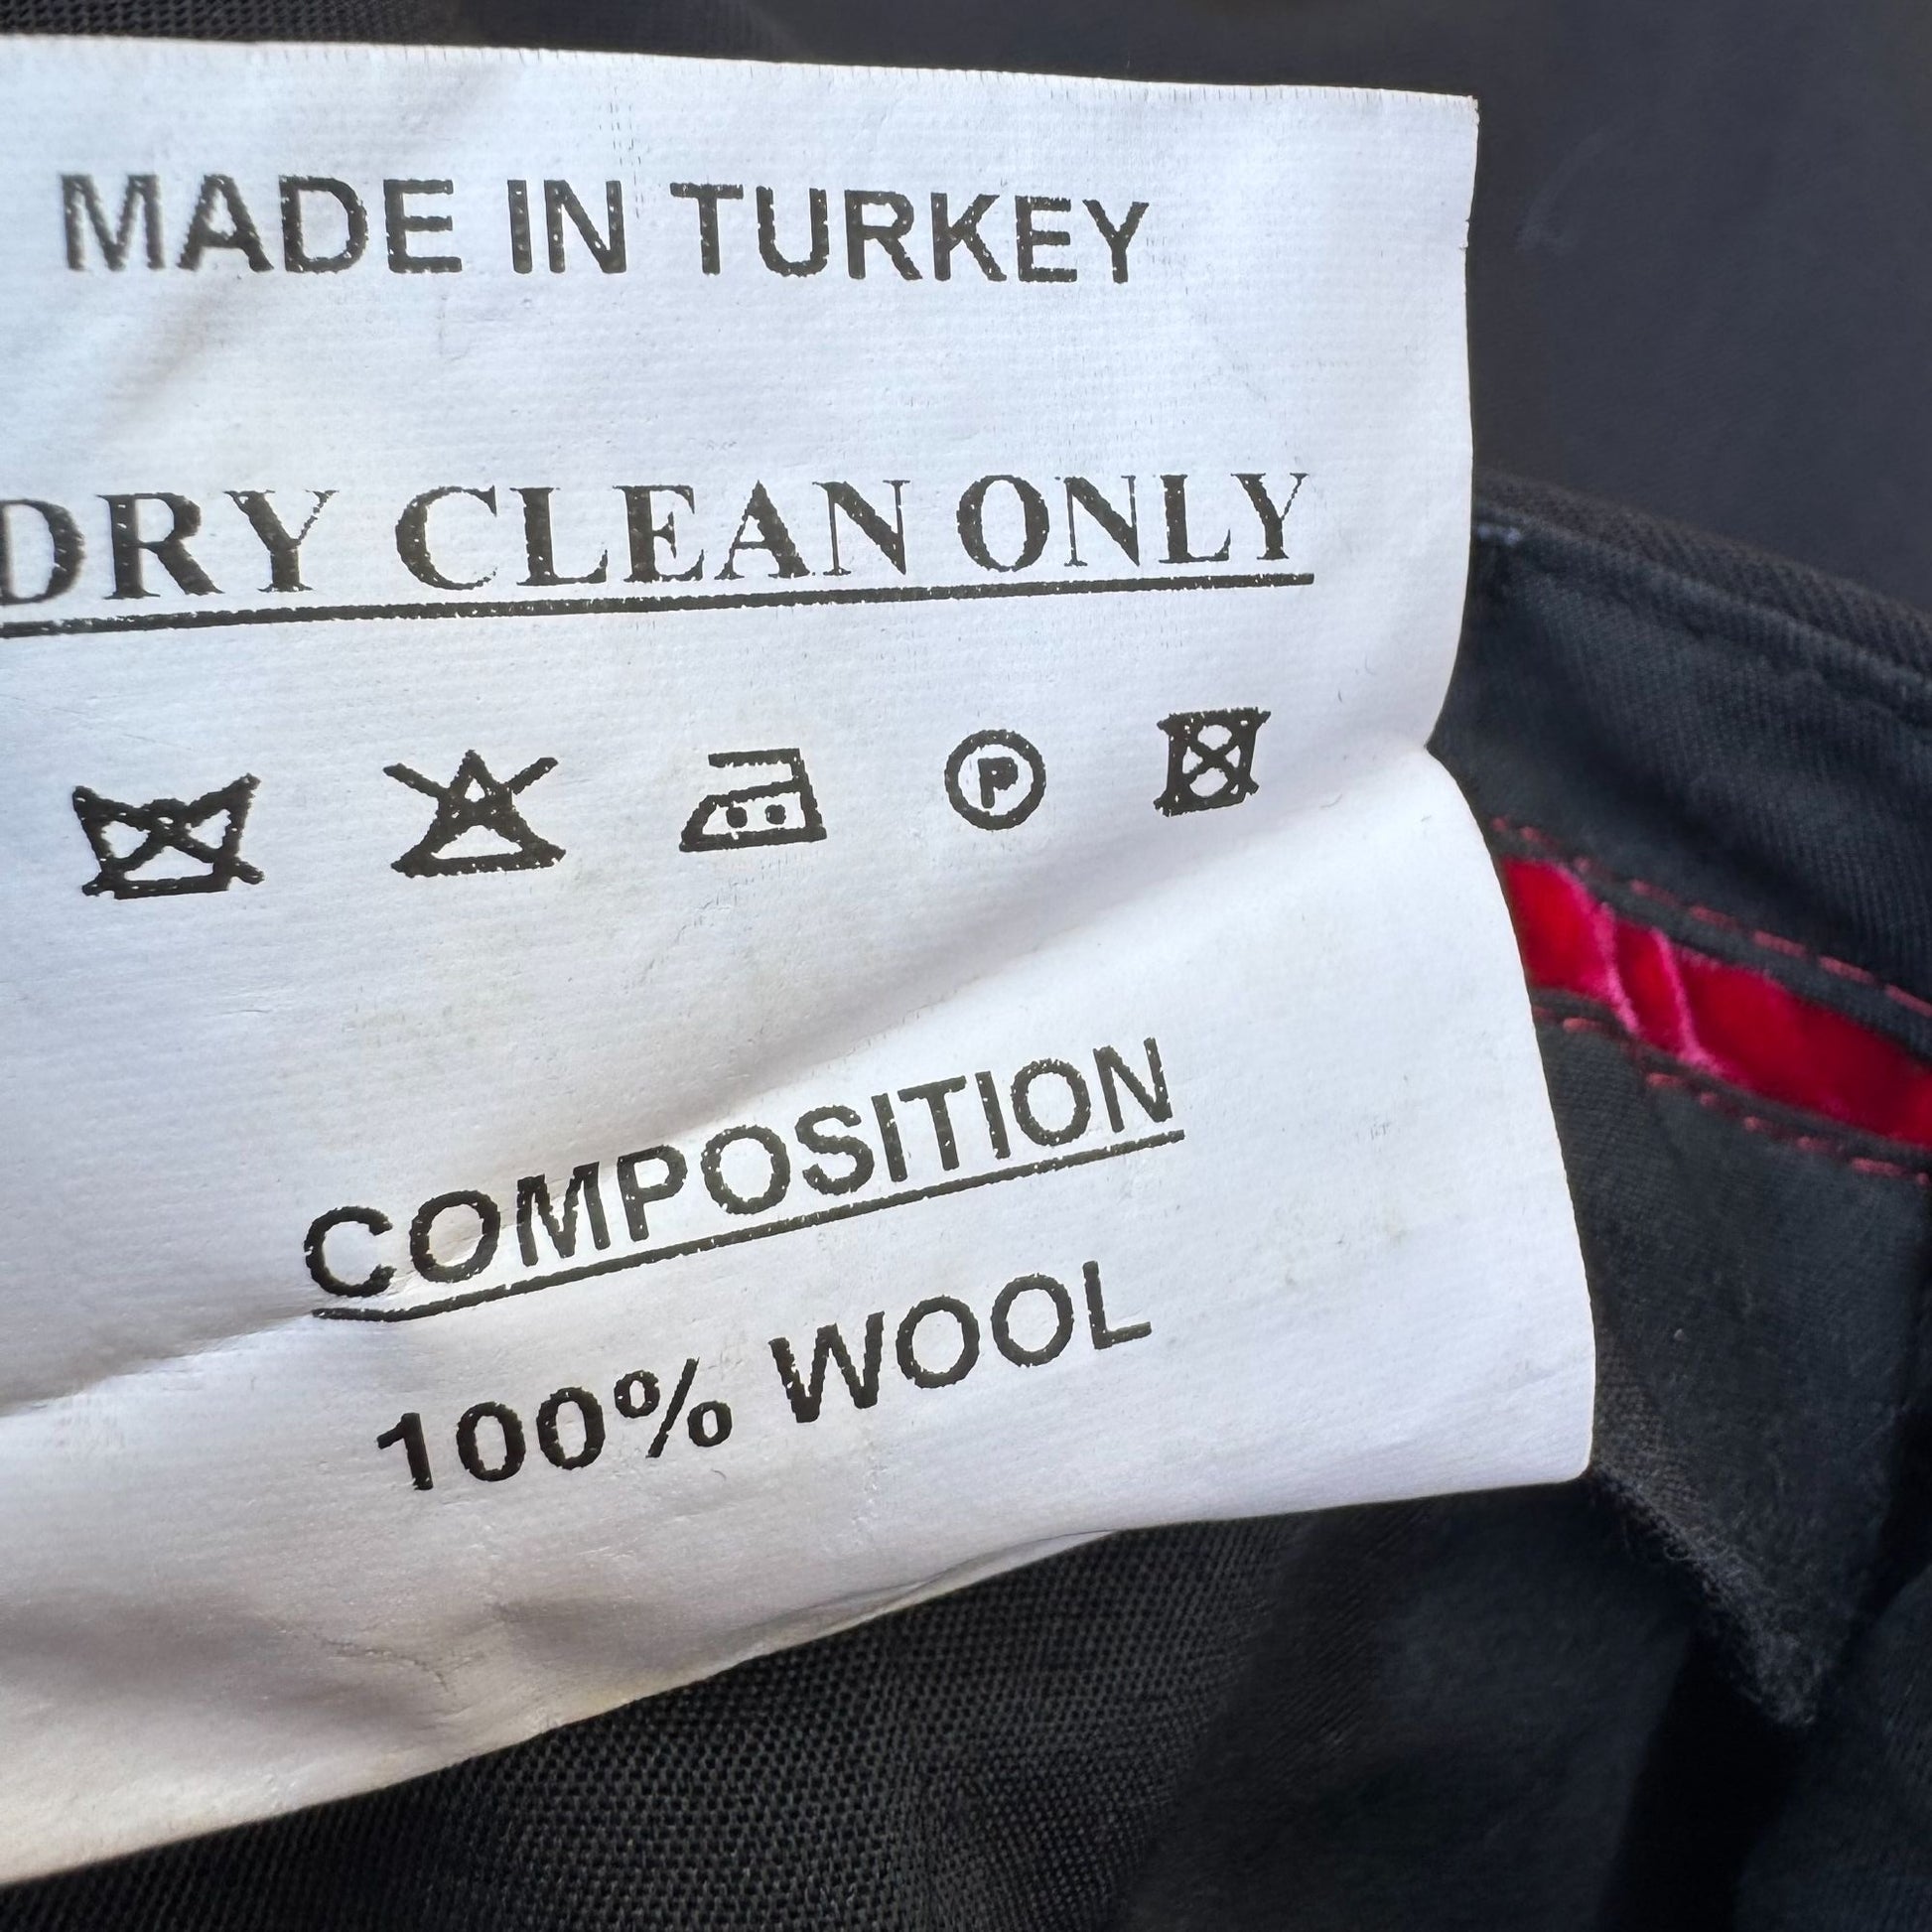 MADE IN TURKEY
DRY CLEAN ONLY
P
COMPOSITION
100% WOOL